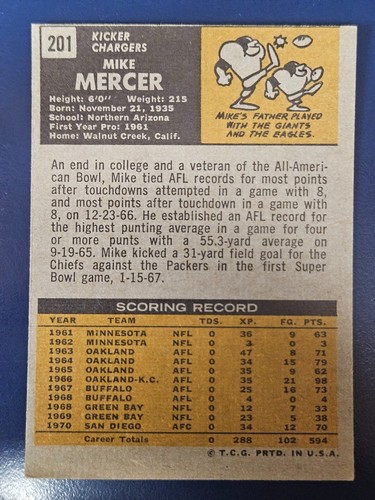 201
KICKER
CHARGERS
MIKE
MERCER
Height: 6'0" Weight: 215
Born: November 21, 1935
School: Northern Arizona
First Year Pro: 1961
Home: Walnut Creek, Calif.
MIKE'S FATHER PLAYED
WITH THE GIANTS
AND THE EAGLES.
An end in college and a veteran of the All-Ameri-
can Bowl, Mike tied AFL records for most points
after touchdowns attempted in a game with 8,
and most points after touchdown in a game with
8, on 12-23-66. He established an AFL record for
the highest punting average in a game for four
or more punts with a 55.3-yard average on
9-19-65. Mike kicked a 31-yard field goal for the
Chiefs against the Packers in the first Super
Bowl game, 1-15-67.
SCORING RECORD
YEAR TEAM TDS. XP. FG. PTS.
1961 MINNESOTA NFL 0 36 9 63
1962 MINNESOTA NFL 0 3 0 3
1963 OAKLAND AFL 0 47 8 71
1964 OAKLAND AFL 0 34 15 79
1965 OAKLAND AFL 0 35 9 62
1966 OAKLAND-K.C. AFL 0 35 21 98
1967 BUFFALO AFL 0 25 16 73
1968 BUFFALO AFL 0 4 0 4
1968 GREEN BAY NFL 0 12 7 33
1969 GREEN BAY NFL 0 23 5 38
1970 SAN DIEGO AFC 0 34 12 70
Career Totals 0 288 102 594
© T.C.G. PRTD. IN U.S.A.